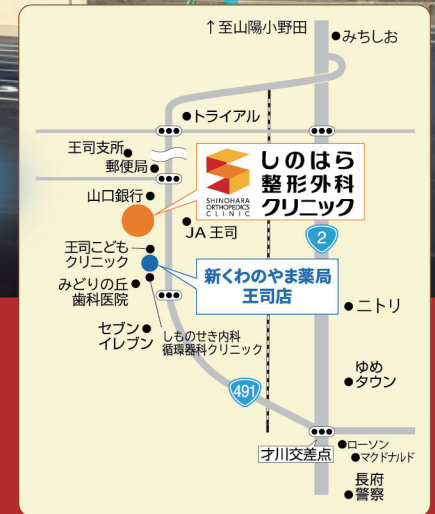 ↑至山陽小野田
みちしお
トライアル
王司支所
郵便局
山口銀行
SHINOHARA
ORTHOPEDICS
CLINIC
しのはら
整形外科
クリニック
JA 王司
王司こども
クリニック
2
新くわのやま薬局
王司店
みどりの丘
歯科医院
ニトリ
セブン
イレブン
しものせき内科
循環器科クリニック
ゆめ
タウン
491
才川交差点
ローソン
マクドナルド
長府
警察